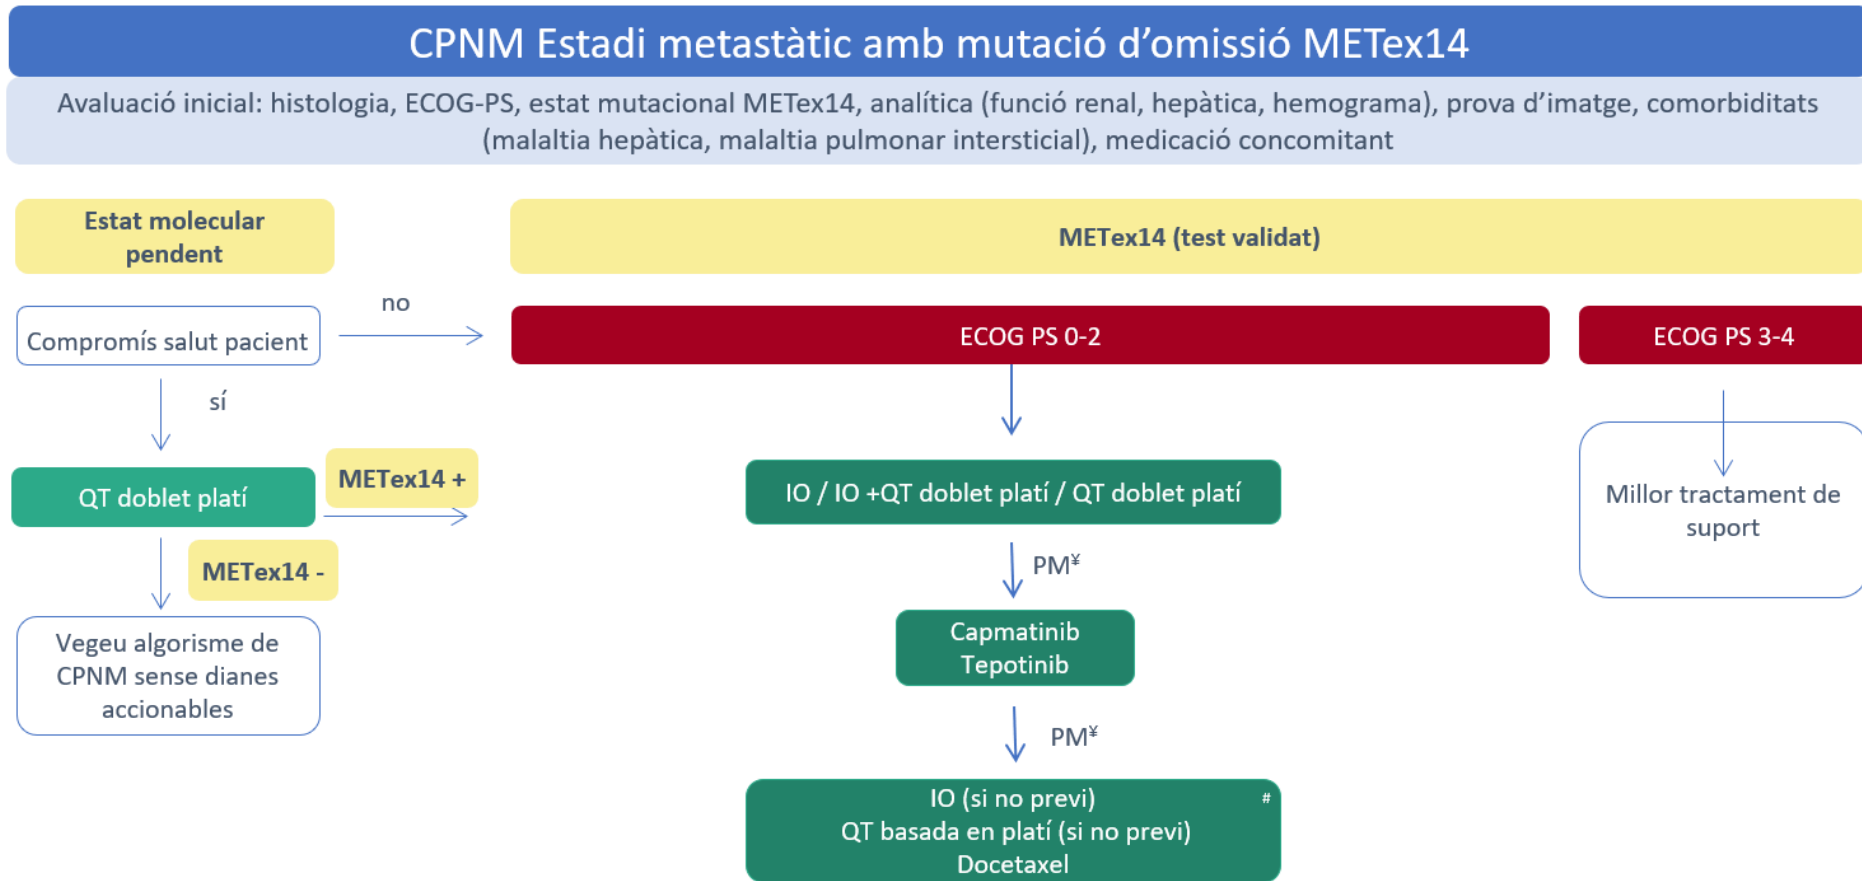 CPNM Estadi metastàtic amb mutació d’omissió METex14
Avaluació inicial: histologia, ECOG-PS, estat mutacional METex14, analítica (funció renal, hepàtica, hemograma), prova d’imatge, comorbiditats
(malaltia hepàtica, malaltia pulmonar intersticial), medicació concomitant
Estat molecular
pendent
METex14 (test validat)
Compromís salut pacient
no
ECOG PS 0-2
ECOG PS 3-4
sí
QT doblet platí
METex14 +
IO / IO +QT doblet platí / QT doblet platí
Millor tractament de
suport
METex14 -
PM¥
Vegeu algorisme de
CPNM sense dianes
accionables
Capmatinib
Tepotinib
PM¥
IO (si no previ) #
QT basada en platí (si no previ)
Docetaxel